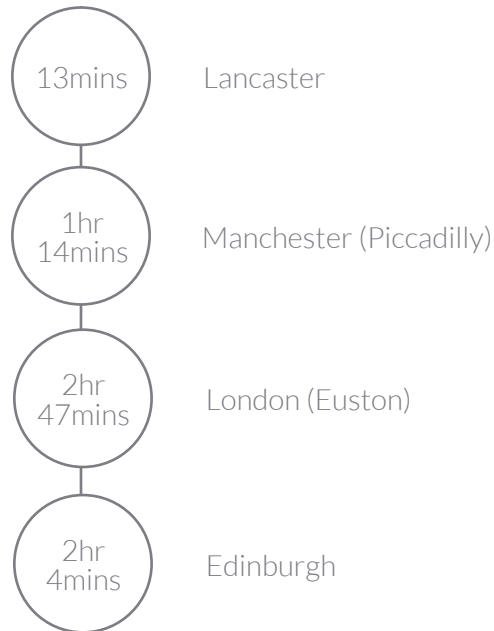 13mins
Lancaster
1hr
14mins
Manchester (Piccadilly)
2hr
47mins
London (Euston)
2hr
4mins
Edinburgh